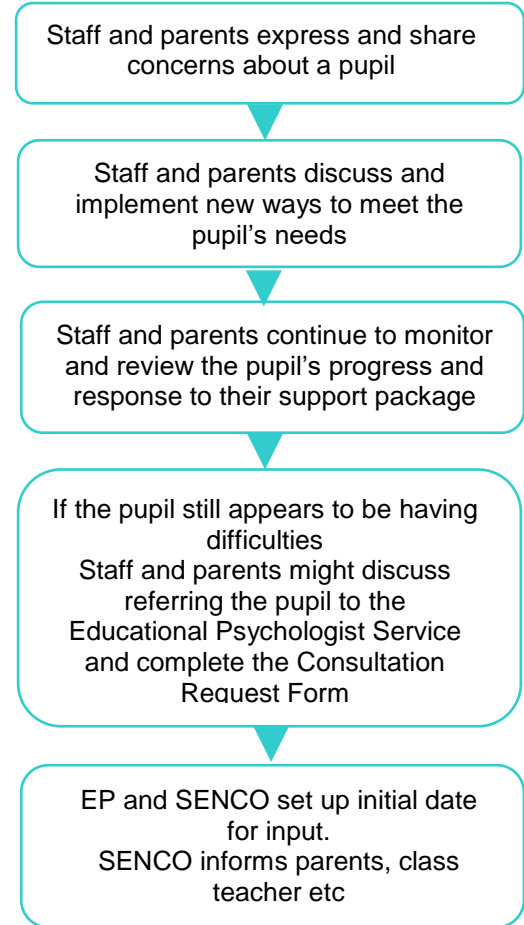 Staff and parents express and share
concerns about a pupil
Staff and parents discuss and
implement new ways to meet the
pupil's needs
Staff and parents continue to monitor
and review the pupil's progress and
response to their support package
If the pupil still appears to be having
difficulties
Staff and parents might discuss
referring the pupil to the
Educational Psychologist Service
and complete the Consultation
Request Form
EP and SENCO set up initial date
for input.
SENCO informs parents, class
teacher etc